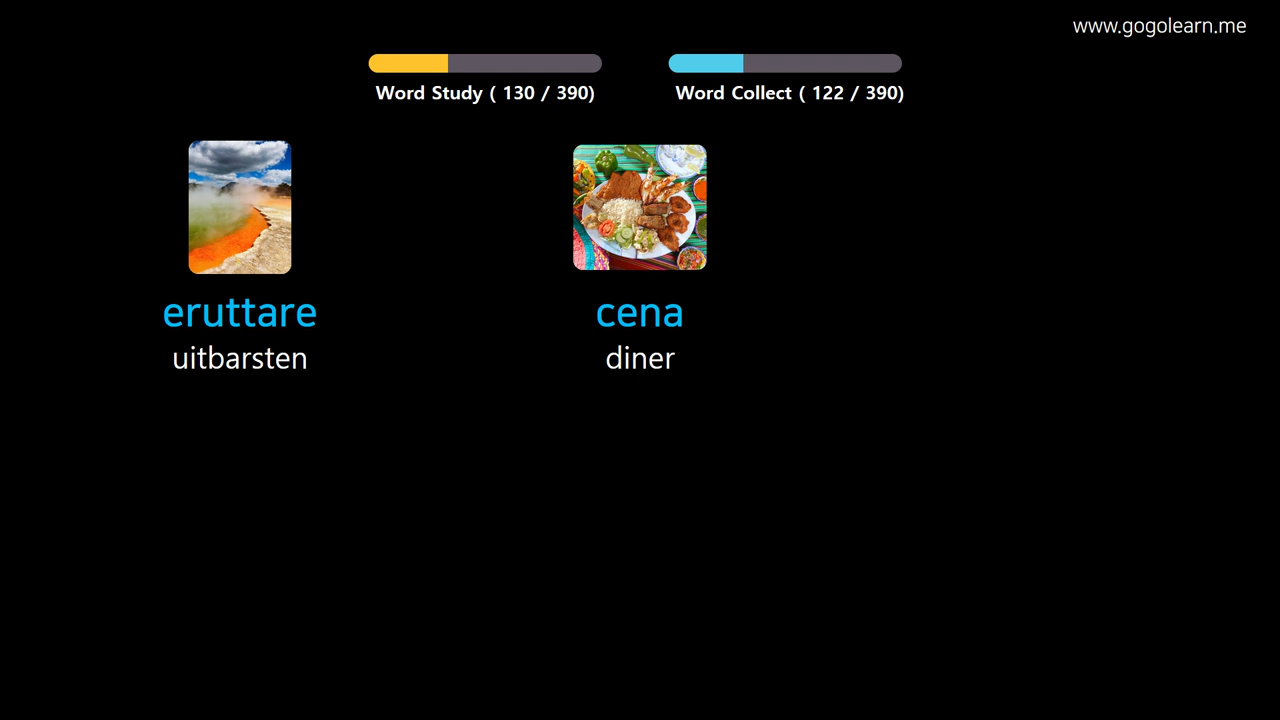 www.gogolearn.me
Word Study ( 130 / 390)
Word Collect ( 122 / 390)
eruttare
cena
uitbarsten
diner